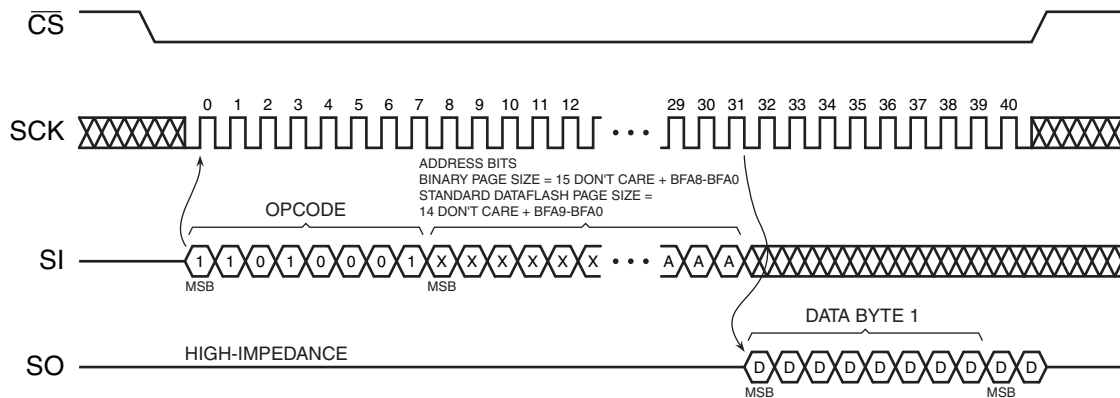 CS
SCK
0 1 2 3 4 5 6 7 8 9 10 11 12 29 30 31 32 33 34 35 36 37 38 39 40
ADDRESS BITS
BINARY PAGE SIZE = 15 DON'T CARE + BFA8-BFA0
STANDARD DATAFLASH PAGE SIZE =
14 DON'T CARE + BFA9-BFA0
OPCODE
SI
1 1 0 1 0 0 0 1 X X X X X X • • • A A A
MSB MSB
DATA BYTE 1
SO
HIGH-IMPEDANCE
D D D D D D D D D D
MSB MSB